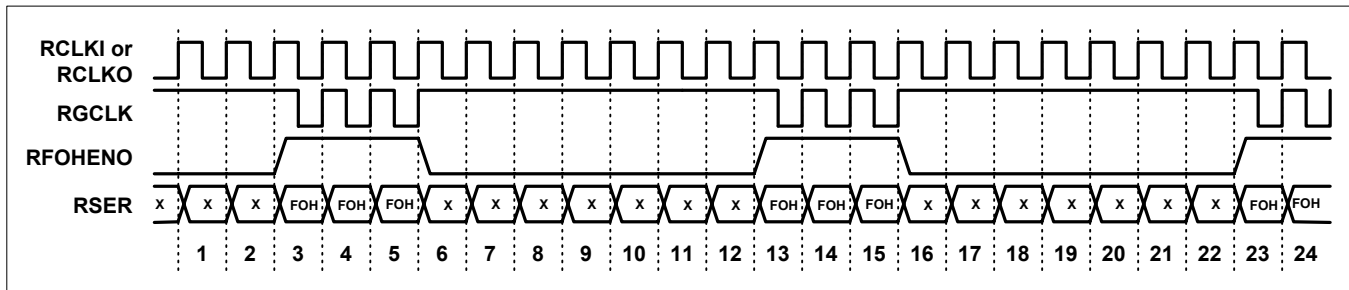 RCLKI or
RCLKO
RGCLK
RFOHENO
RSER
X X X FOH FOH FOH X X X X X X X FOH FOH FOH X X X X X X X FOH FOH
1 2 3 4 5 6 7 8 9 10 11 12 13 14 15 16 17 18 19 20 21 22 23 24